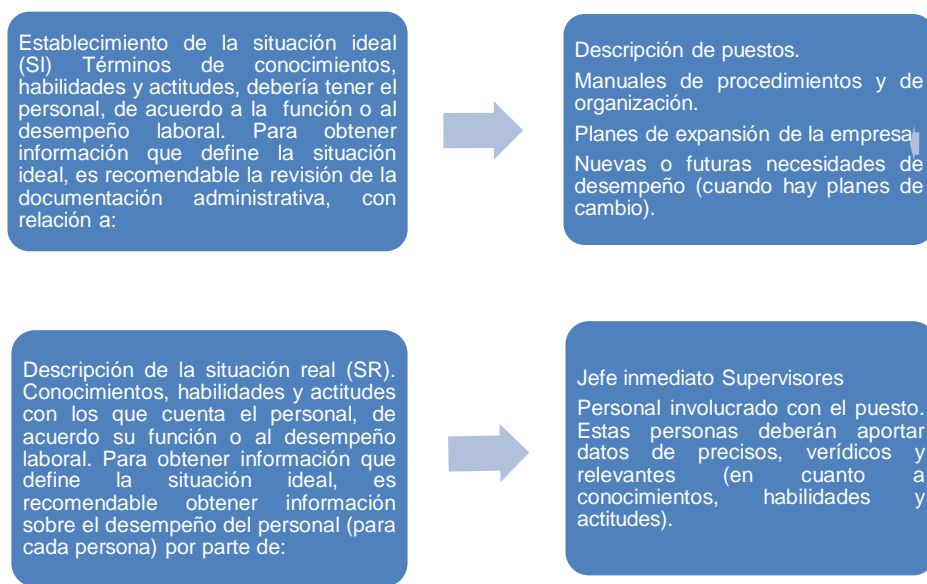 Establecimiento de la situación ideal
(SI) Términos de conocimientos,
habilidades y actitudes, debería tener el
personal, de acuerdo a la función o al
desempeño laboral. Para obtener
información que define la situación
ideal, es recomendable la revisión de la
documentación administrativa, con
relación a:
Descripción de puestos.
Manuales de procedimientos y de
organización.
Planes de expansión de la empresa
Nuevas o futuras necesidades de
desempeño (cuando hay planes de
cambio).
Descripción de la situación real (SR).
Conocimientos, habilidades y actitudes
con los que cuenta el personal, de
acuerdo su función o al desempeño
laboral. Para obtener información que
define la situación ideal, es
recomendable obtener información
sobre el desempeño del personal (para
cada persona) por parte de:
Jefe inmediato Supervisores
Personal involucrado con el puesto.
Estas personas deberán aportar
datos de precisos, verídicos y
relevantes (en cuanto a
conocimientos, habilidades y
actitudes).